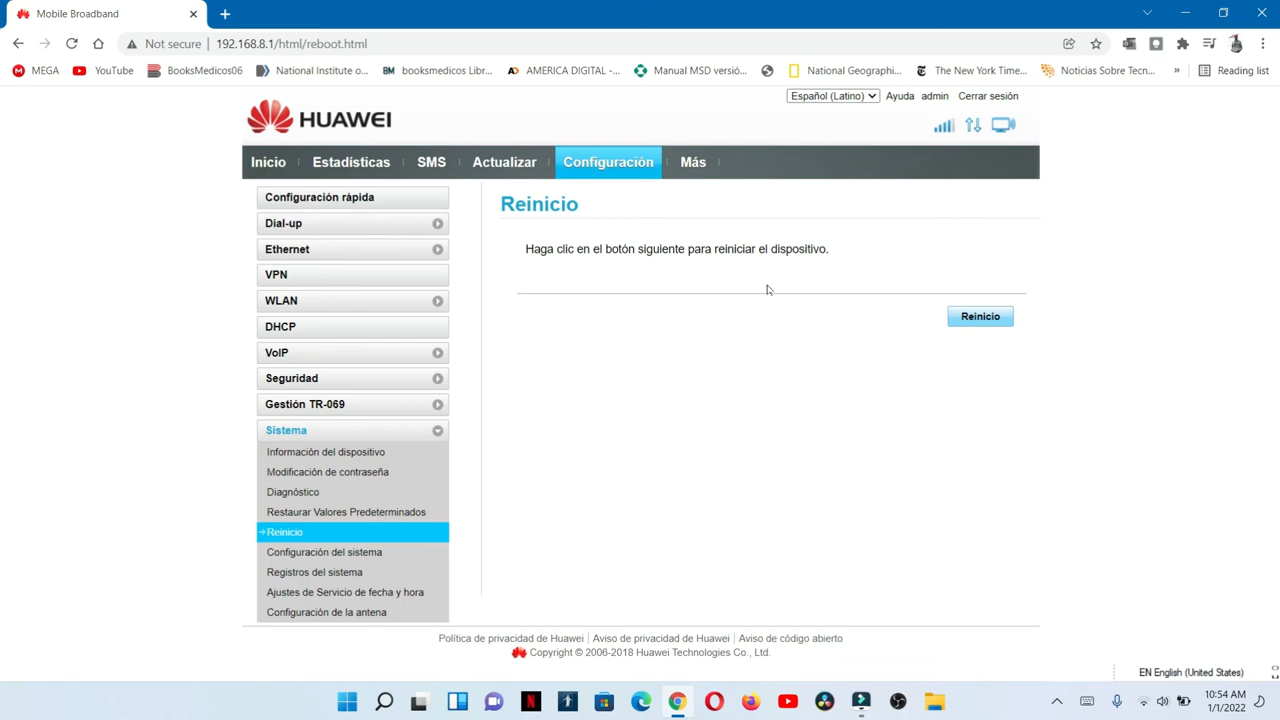 Mobile Broadband
Not secure 192.168.8.1/html/reboot.html
MEGA YouTube BooksMedicos06 National Institute o... booksmedicos Libr... AMERICA DIGITAL -... Manual MSD versió... National Geographi... The New York Time... Noticias Sobre Tecn... » Reading list
Español (Latino) Ayuda admin Cerrar sesión
HUAWEI
Inicio Estadísticas SMS Actualizar Configuración Más
Configuración rápida
Dial-up
Ethernet
VPN
WLAN
DHCP
VoIP
Seguridad
Gestión TR-069
Sistema
Información del dispositivo
Modificación de contraseña
Diagnóstico
Restaurar Valores Predeterminados
Reinicio
Configuración del sistema
Registros del sistema
Ajustes de Servicio de fecha y hora
Configuración de la antena
Reinicio
Haga clic en el botón siguiente para reiniciar el dispositivo.
Reinicio
Política de privacidad de Huawei | Aviso de privacidad de Huawei | Aviso de código abierto
Copyright © 2006-2018 Huawei Technologies Co., Ltd.
EN English (United States)
10:54 AM
1/1/2022